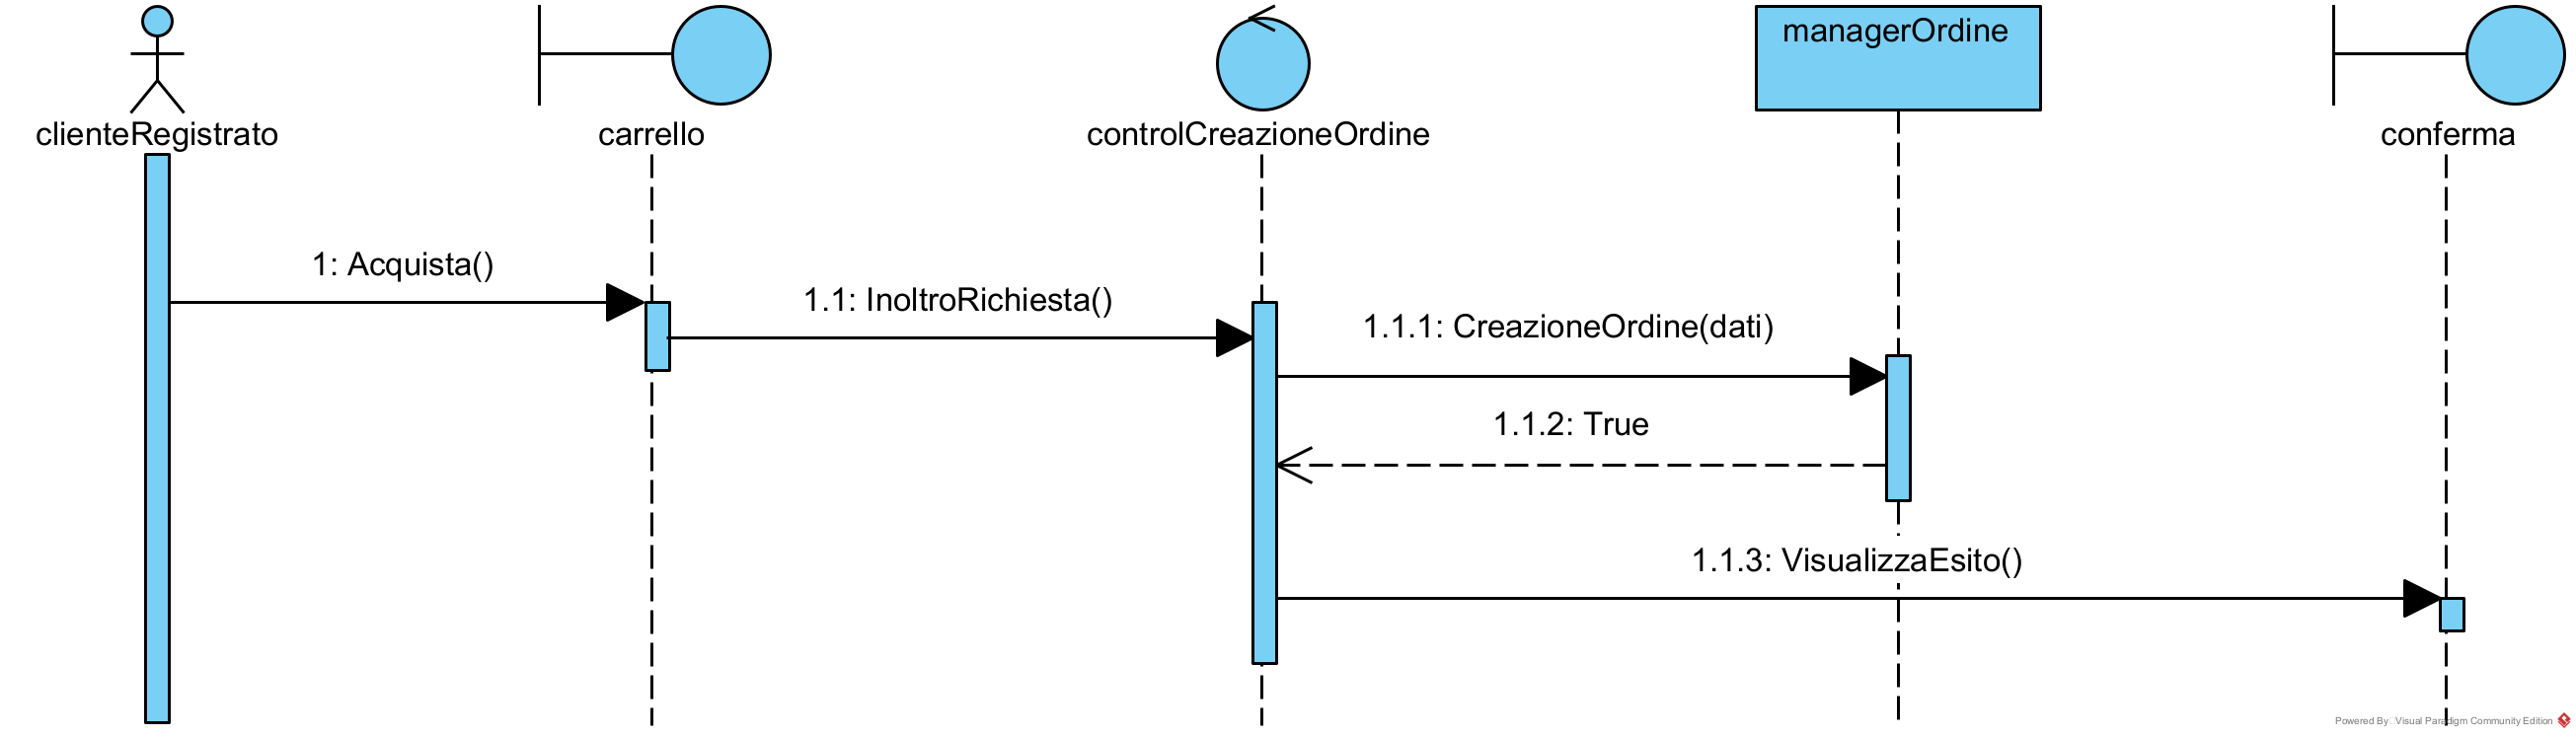 managerOrdine
clienteRegistrato
carrello
controlCreazioneOrdine
conferma
1: Acquista()
1.1: InoltroRichiesta()
1.1.1: CreazioneOrdine(dati)
1.1.2: True
1.1.3: VisualizzaEsito()
Powered By Visual Paradigm Community Edition